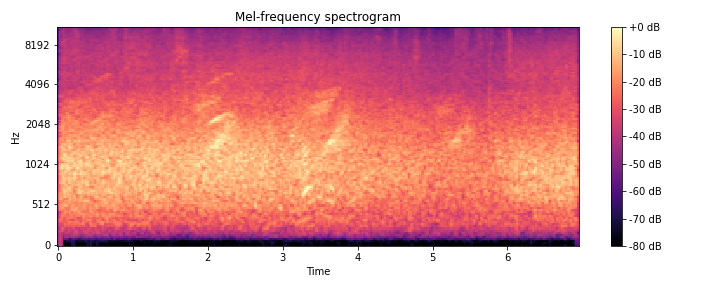 Mel-frequency spectrogram
Hz
8192
4096
2048
1024
512
0
0 1 2 3 4 5 6
Time
+0 dB
-10 dB
-20 dB
-30 dB
-40 dB
-50 dB
-60 dB
-70 dB
-80 dB